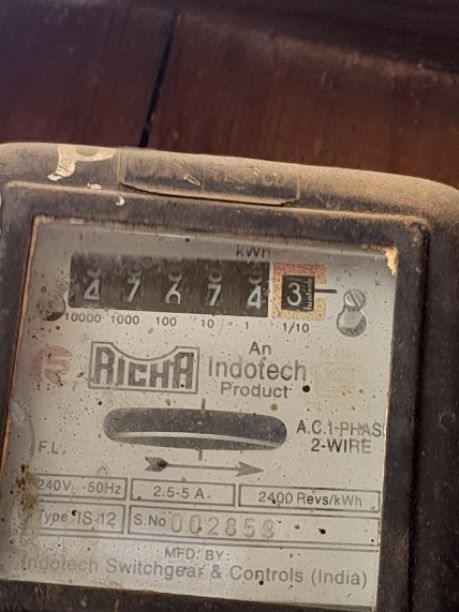 kWh
4 7 6 7 4 3
10000 1000 100 10 1 1/10
An
RICHA Indotech
Product
A.C.1-PHAS
2-WIRE
F.L.
240V. -50Hz 2.5-5 A 2400 Revs/kWh
Type IS-12 S.No 002858
MFD. BY:
Indotech Switchgear & Controls (India)